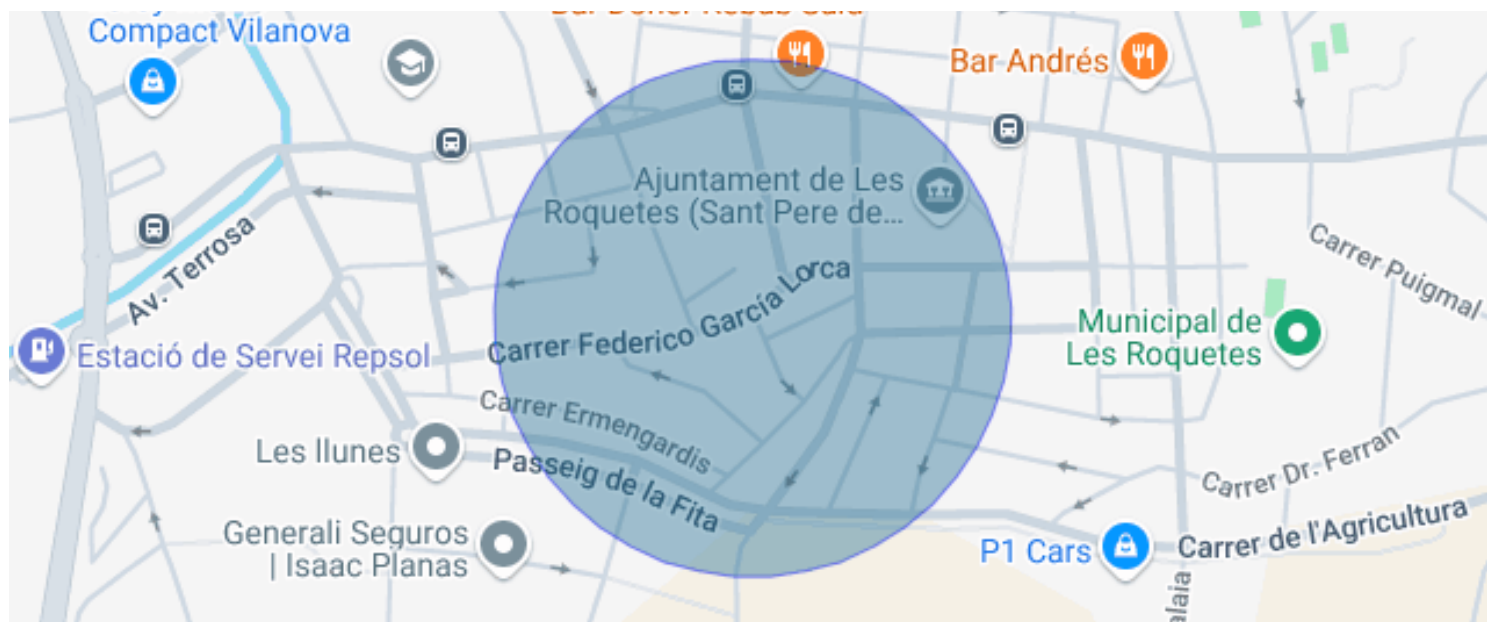 Compact Vilanova
Bar Andrés
Ajuntament de Les
Roquetes (Sant Pere de...
Av. Terrosa
Carrer Puigmal
Carrer Federico García Lorca
Municipal de
Les Roquetes
Estació de Servei Repsol
Carrer Ermengardis
Les llunes
Passeig de la Fita
Carrer Dr. Ferran
Generali Seguros
| Isaac Planas
P1 Cars
Carrer de l'Agricultura
alaia